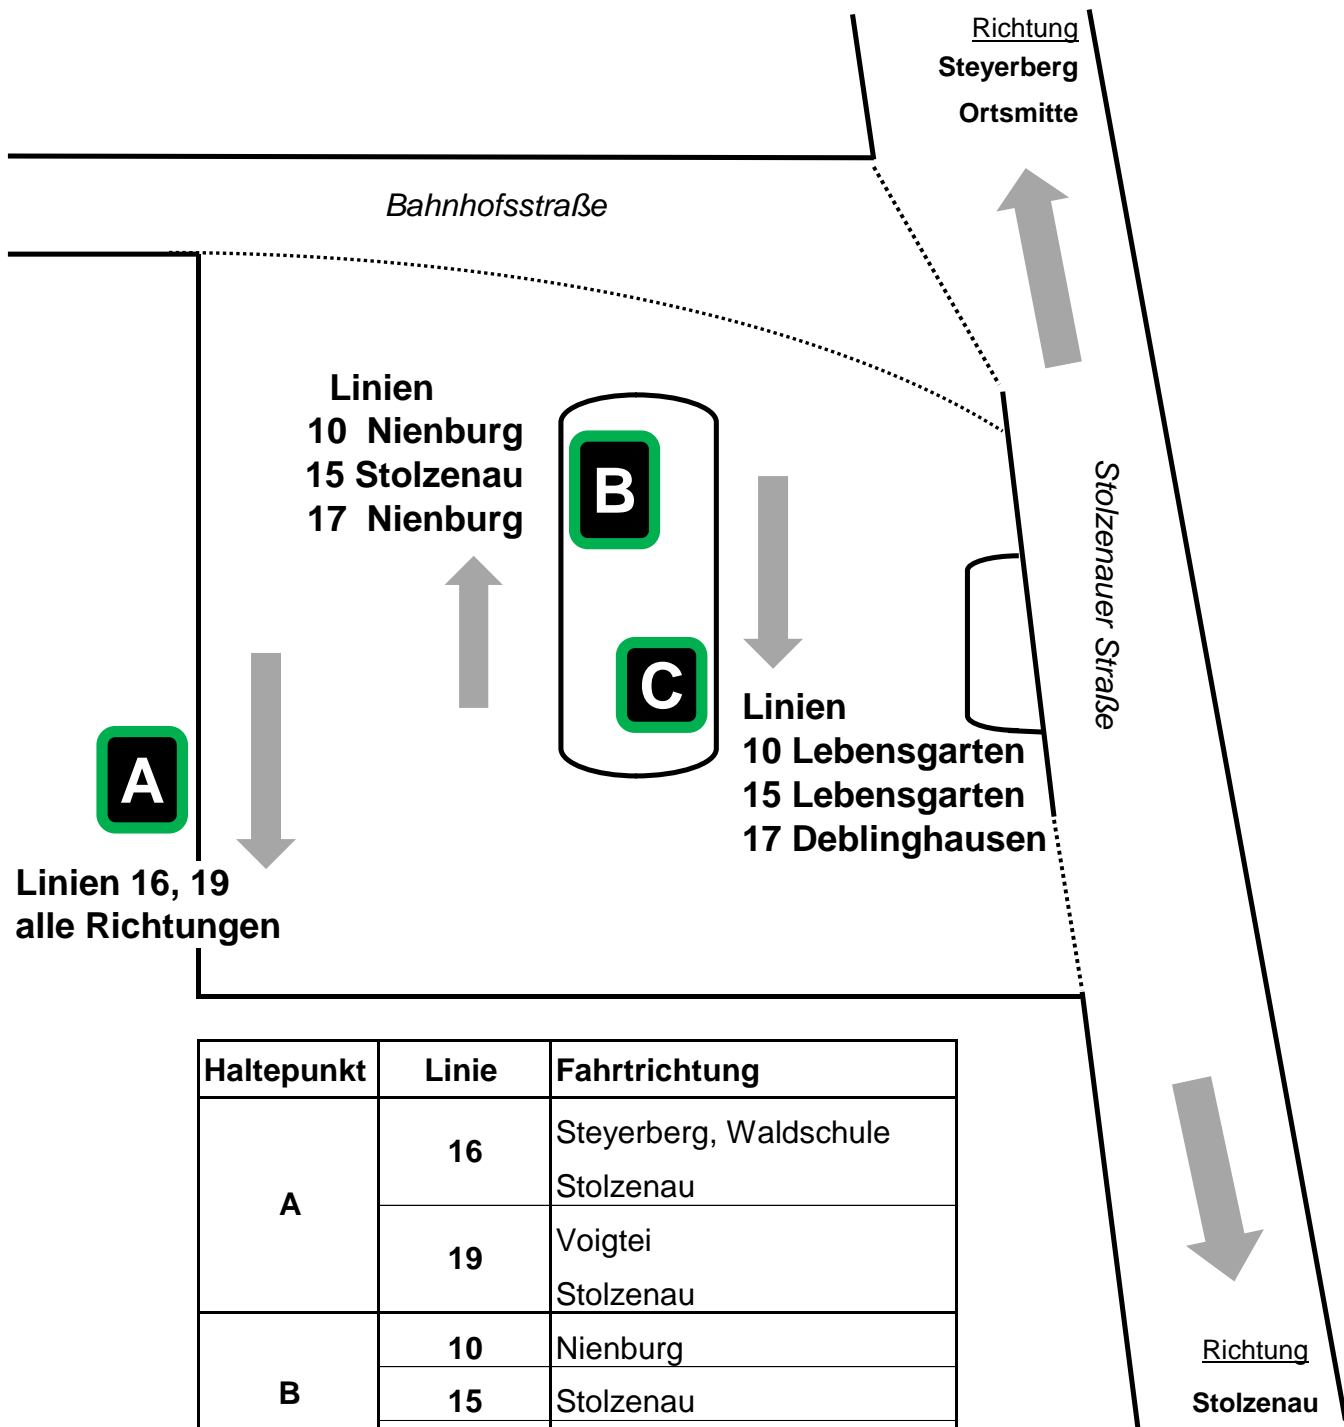 Richtung
Steyerberg
Ortsmitte
Bahnhofsstraße
Linien
10 Nienburg
15 Stolzenau
17 Nienburg
B
Stolzenauer Straße
C
Linien
10 Lebensgarten
15 Lebensgarten
17 Deblinghausen
A
Linien 16, 19
alle Richtungen
Haltepunkt Linie Fahrtrichtung
A 16 Steyerberg, Waldschule
Stolzenau
19 Voigtei
Stolzenau
B 10 Nienburg
15 Stolzenau
Richtung
Stolzenau